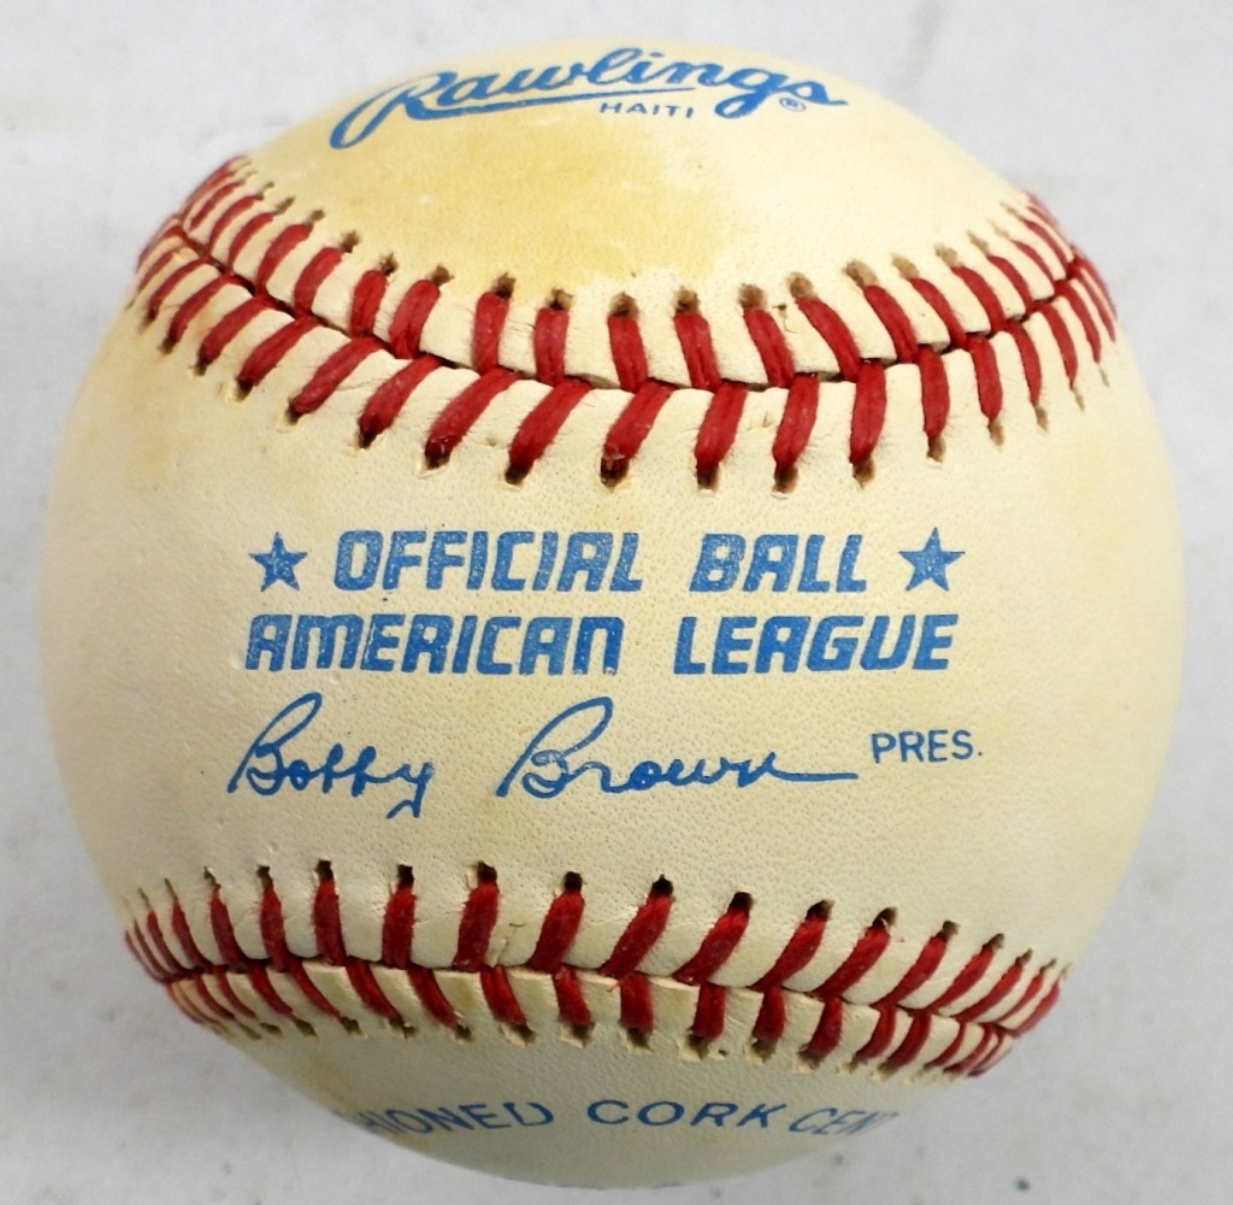 Rawlings®
HAITI
★ OFFICIAL BALL ★
AMERICAN LEAGUE
Bobby Brown PRES.
CORK